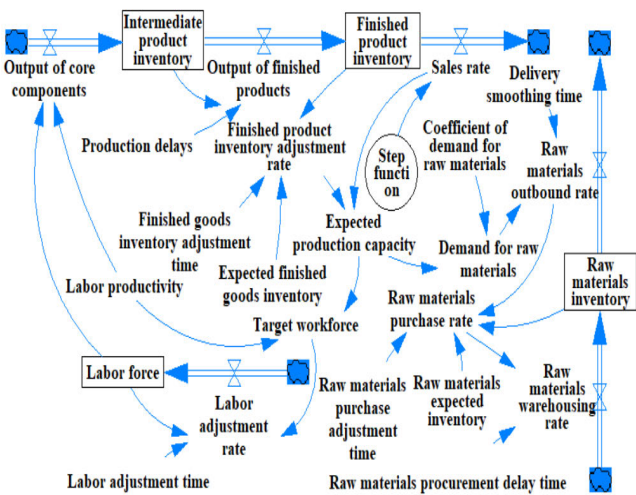 Intermediate
product
inventory
Finished
product
inventory
Output of core
components
Output of finished
products
Sales rate
Delivery
smoothing time
Production delays
Finished product
inventory adjustment
rate
Step
functi
on
Coefficient of
demand for
raw materials
Raw
materials
outbound rate
Finished goods
inventory adjustment
time
Expected
production capacity
Demand for raw
materials
Expected finished
goods inventory
Labor productivity
Raw
materials
inventory
Target workforce
Raw materials
purchase rate
Labor force
Labor
adjustment
rate
Raw materials
purchase
adjustment time
Raw materials
expected
inventory
Raw
materials
warehousing
rate
Labor adjustment time
Raw materials procurement delay time